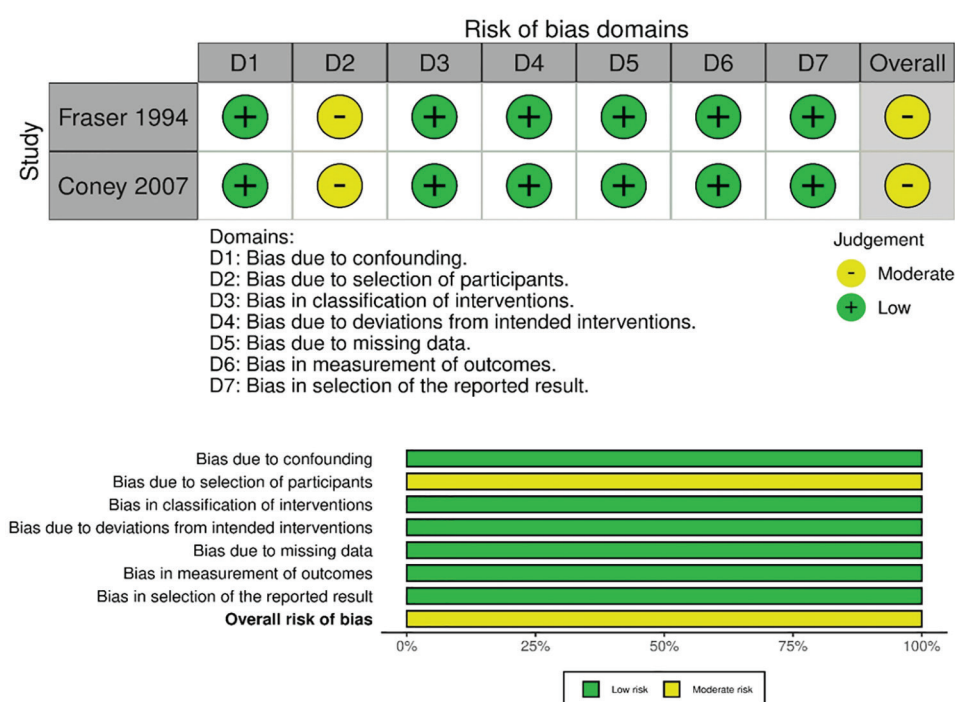 Risk of bias domains
D1 D2 D3 D4 D5 D6 D7 Overall
Study
Fraser 1994 + - + + + + + -
Coney 2007 + - + + + + + -
Domains:
D1: Bias due to confounding.
D2: Bias due to selection of participants.
D3: Bias in classification of interventions.
D4: Bias due to deviations from intended interventions.
D5: Bias due to missing data.
D6: Bias in measurement of outcomes.
D7: Bias in selection of the reported result.
Judgement
- Moderate
+ Low
Bias due to confounding
Bias due to selection of participants
Bias in classification of interventions
Bias due to deviations from intended interventions
Bias due to missing data
Bias in measurement of outcomes
Bias in selection of the reported result
Overall risk of bias
0% 25% 50% 75% 100%
Low risk Moderate risk